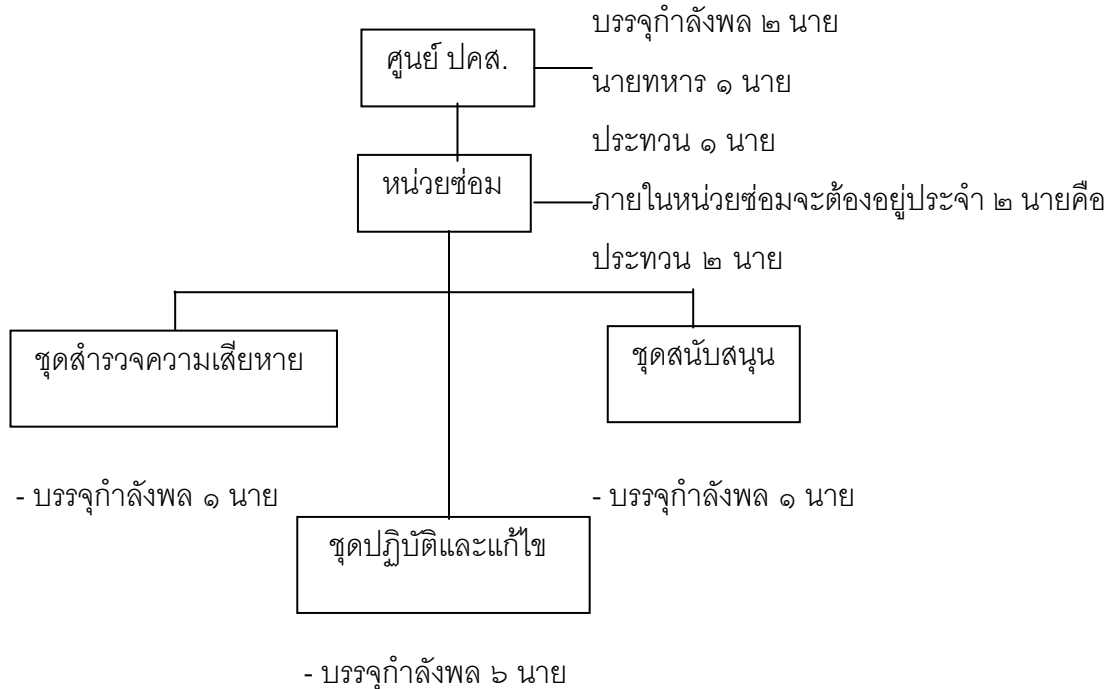 บรรจุกำลังพล ๒ นาย
ศูนย์ ปคส.
นายทหาร ๑ นาย
ประทวน ๑ นาย
หน่วยซ่อม
ภายในหน่วยซ่อมจะต้องอยู่ประจำ ๒ นายคือ
ประทวน ๒ นาย
ชุดสำรวจความเสียหาย
ชุดสนับสนุน
- บรรจุกำลังพล ๑ นาย
- บรรจุกำลังพล ๑ นาย
ชุดปฏิบัติและแก้ไข
- บรรจุกำลังพล ๖ นาย